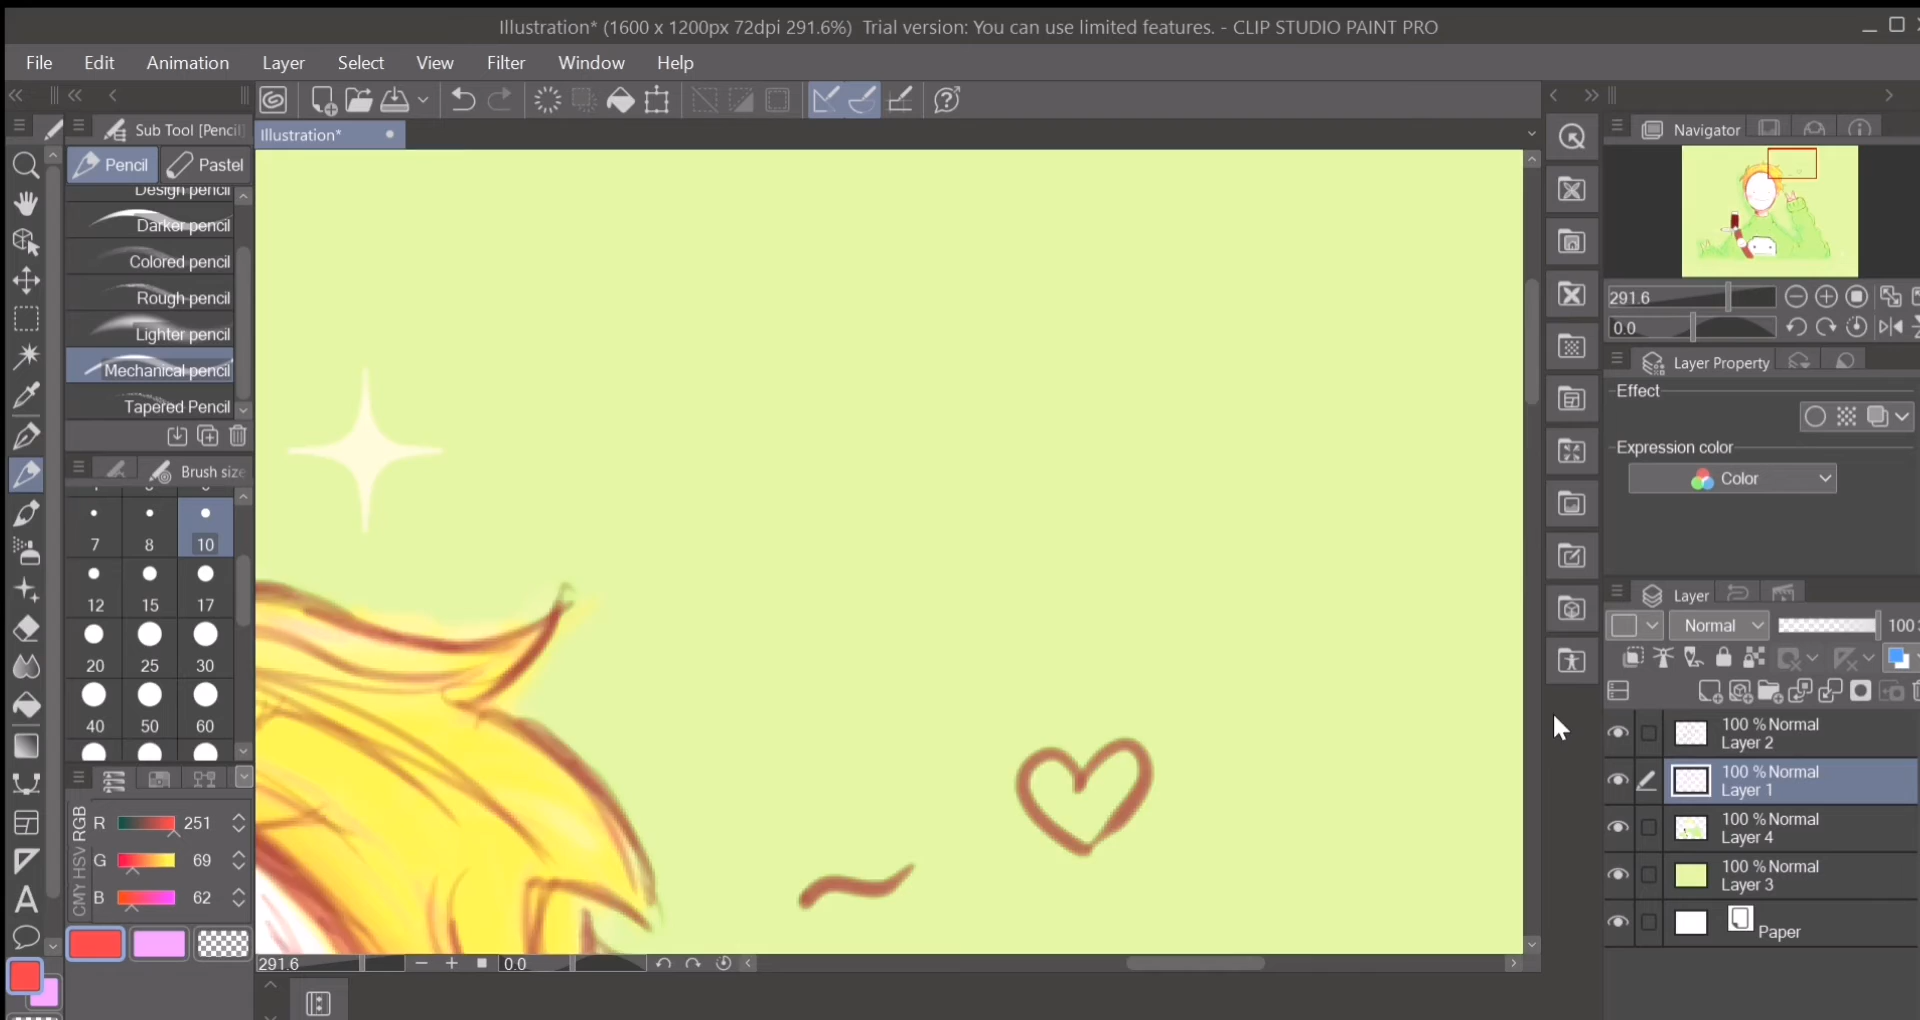 Illustration* (1600 x 1200px 72dpi 291.6%) Trial version: You can use limited features. - CLIP STUDIO PAINT PRO
File Edit Animation Layer Select View Filter Window Help
Sub Tool [Pencil]
Illustration*
Navigator
Pencil Pastel
Design pencil
Darker pencil
Colored pencil
Rough pencil
Lighter pencil
Mechanical pencil
Tapered Pencil
Brush size
7 8 10
12 15 17
20 25 30
40 50 60
CMY HSV RGB
R 251
G 69
B 62
A
291.6 0.0
291.6
0.0
Layer Property
Effect
Expression color
Color
Layer
Normal 100
100 % Normal
Layer 2
100 % Normal
Layer 1
100 % Normal
Layer 4
100 % Normal
Layer 3
Paper